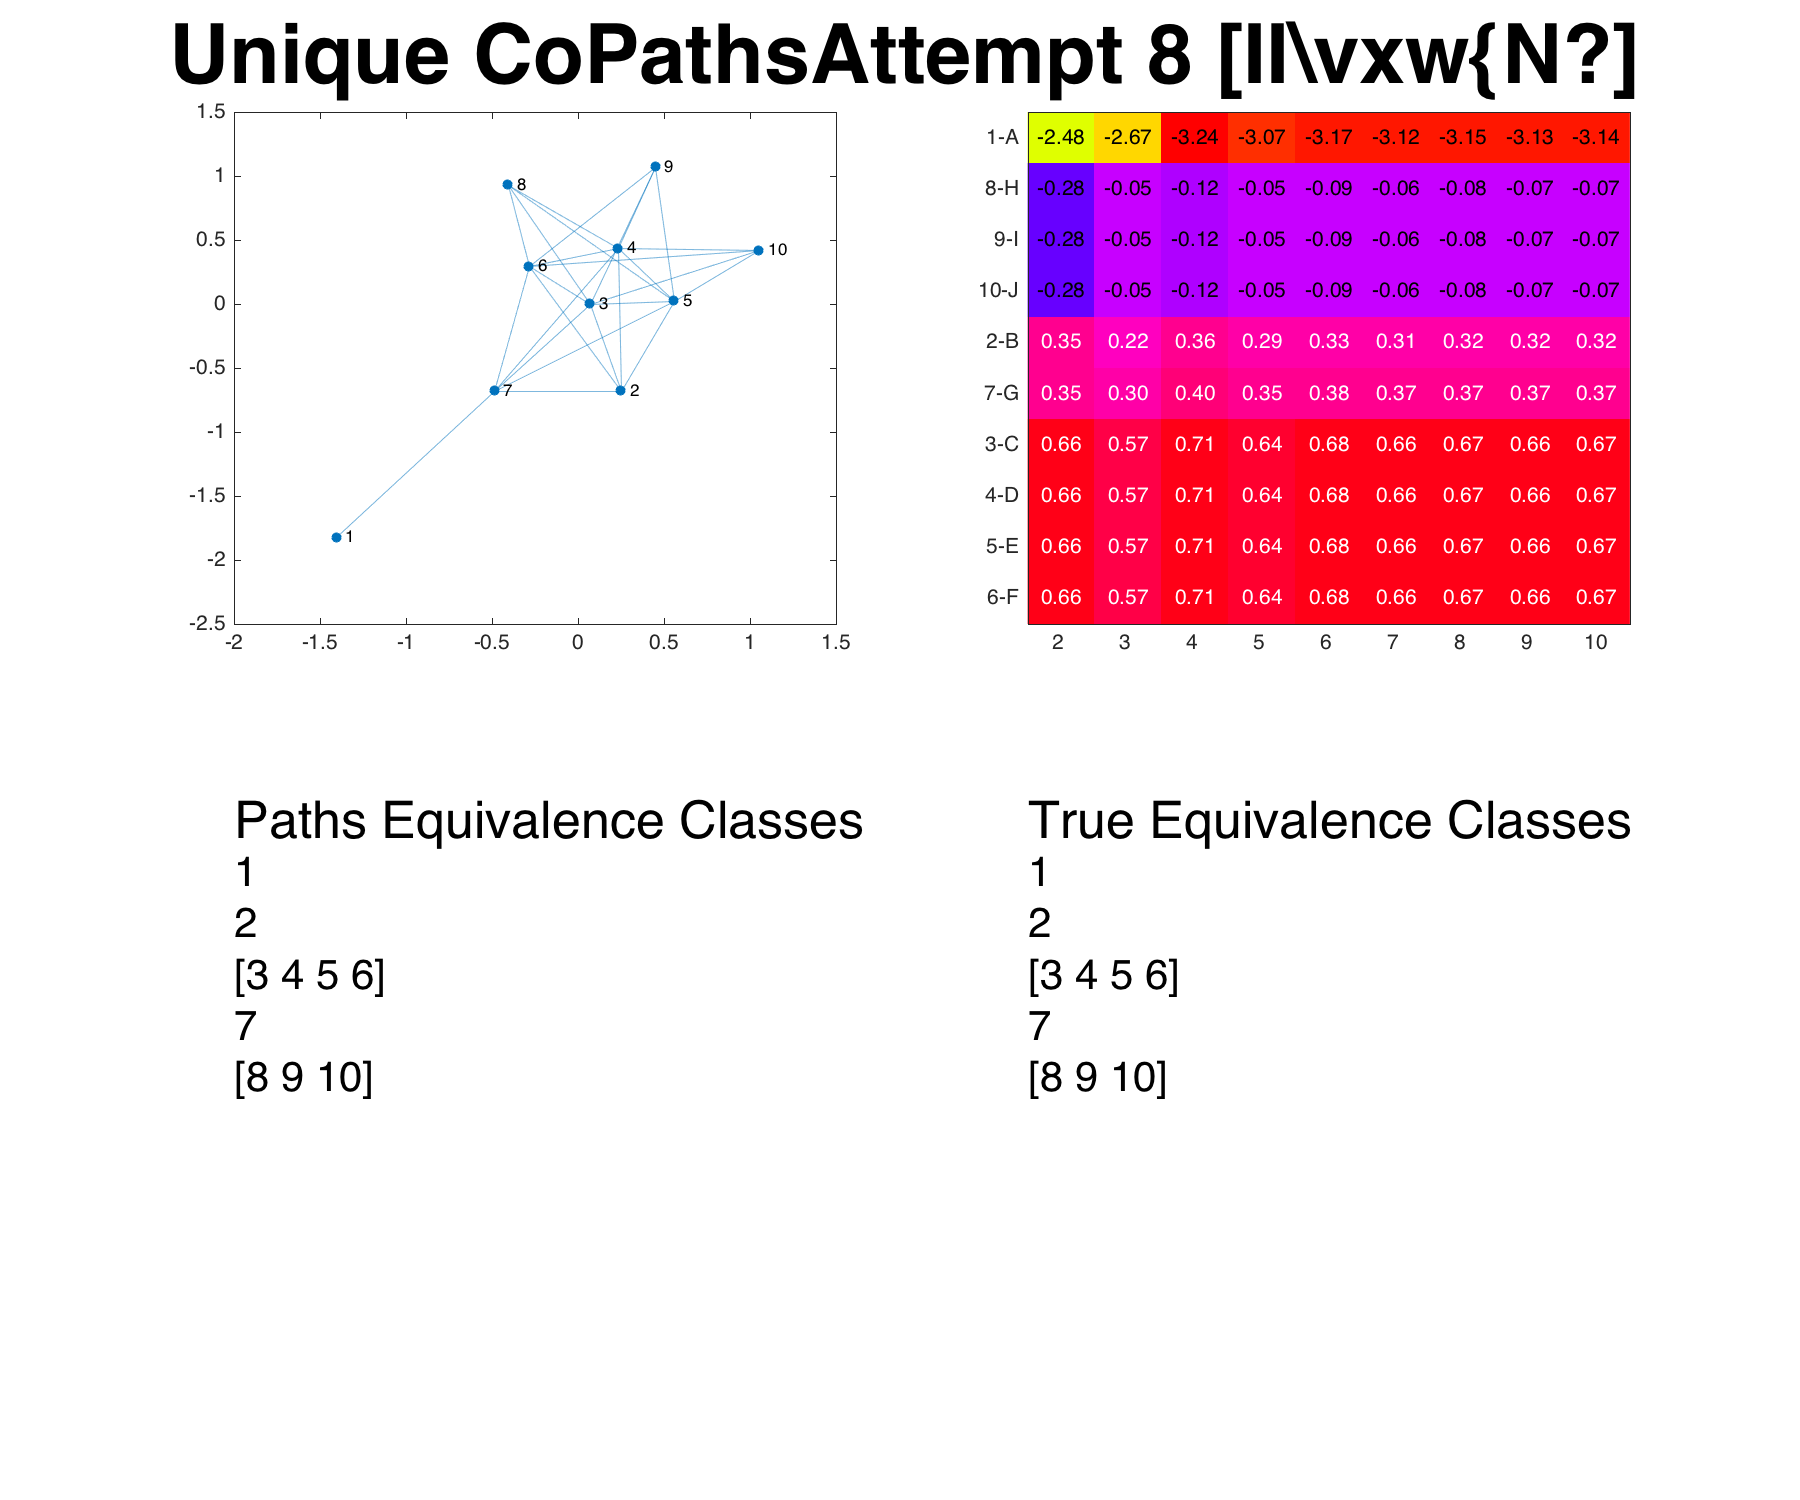 Unique CoPathsAttempt 8 [II\vxw{N?]
1.5
1
0.5
0
-0.5
-1
-1.5
-2
-2.5
-2 -1.5 -1 -0.5 0 0.5 1 1.5
1
2
3
4
5
6
7
8
9
10
1-A -2.48 -2.67 -3.24 -3.07 -3.17 -3.12 -3.15 -3.13 -3.14
8-H -0.28 -0.05 -0.12 -0.05 -0.09 -0.06 -0.08 -0.07 -0.07
9-I -0.28 -0.05 -0.12 -0.05 -0.09 -0.06 -0.08 -0.07 -0.07
10-J -0.28 -0.05 -0.12 -0.05 -0.09 -0.06 -0.08 -0.07 -0.07
2-B 0.35 0.22 0.36 0.29 0.33 0.31 0.32 0.32 0.32
7-G 0.35 0.30 0.40 0.35 0.38 0.37 0.37 0.37 0.37
3-C 0.66 0.57 0.71 0.64 0.68 0.66 0.67 0.66 0.67
4-D 0.66 0.57 0.71 0.64 0.68 0.66 0.67 0.66 0.67
5-E 0.66 0.57 0.71 0.64 0.68 0.66 0.67 0.66 0.67
6-F 0.66 0.57 0.71 0.64 0.68 0.66 0.67 0.66 0.67
2 3 4 5 6 7 8 9 10
Paths Equivalence Classes
1
2
[3 4 5 6]
7
[8 9 10]
True Equivalence Classes
1
2
[3 4 5 6]
7
[8 9 10]